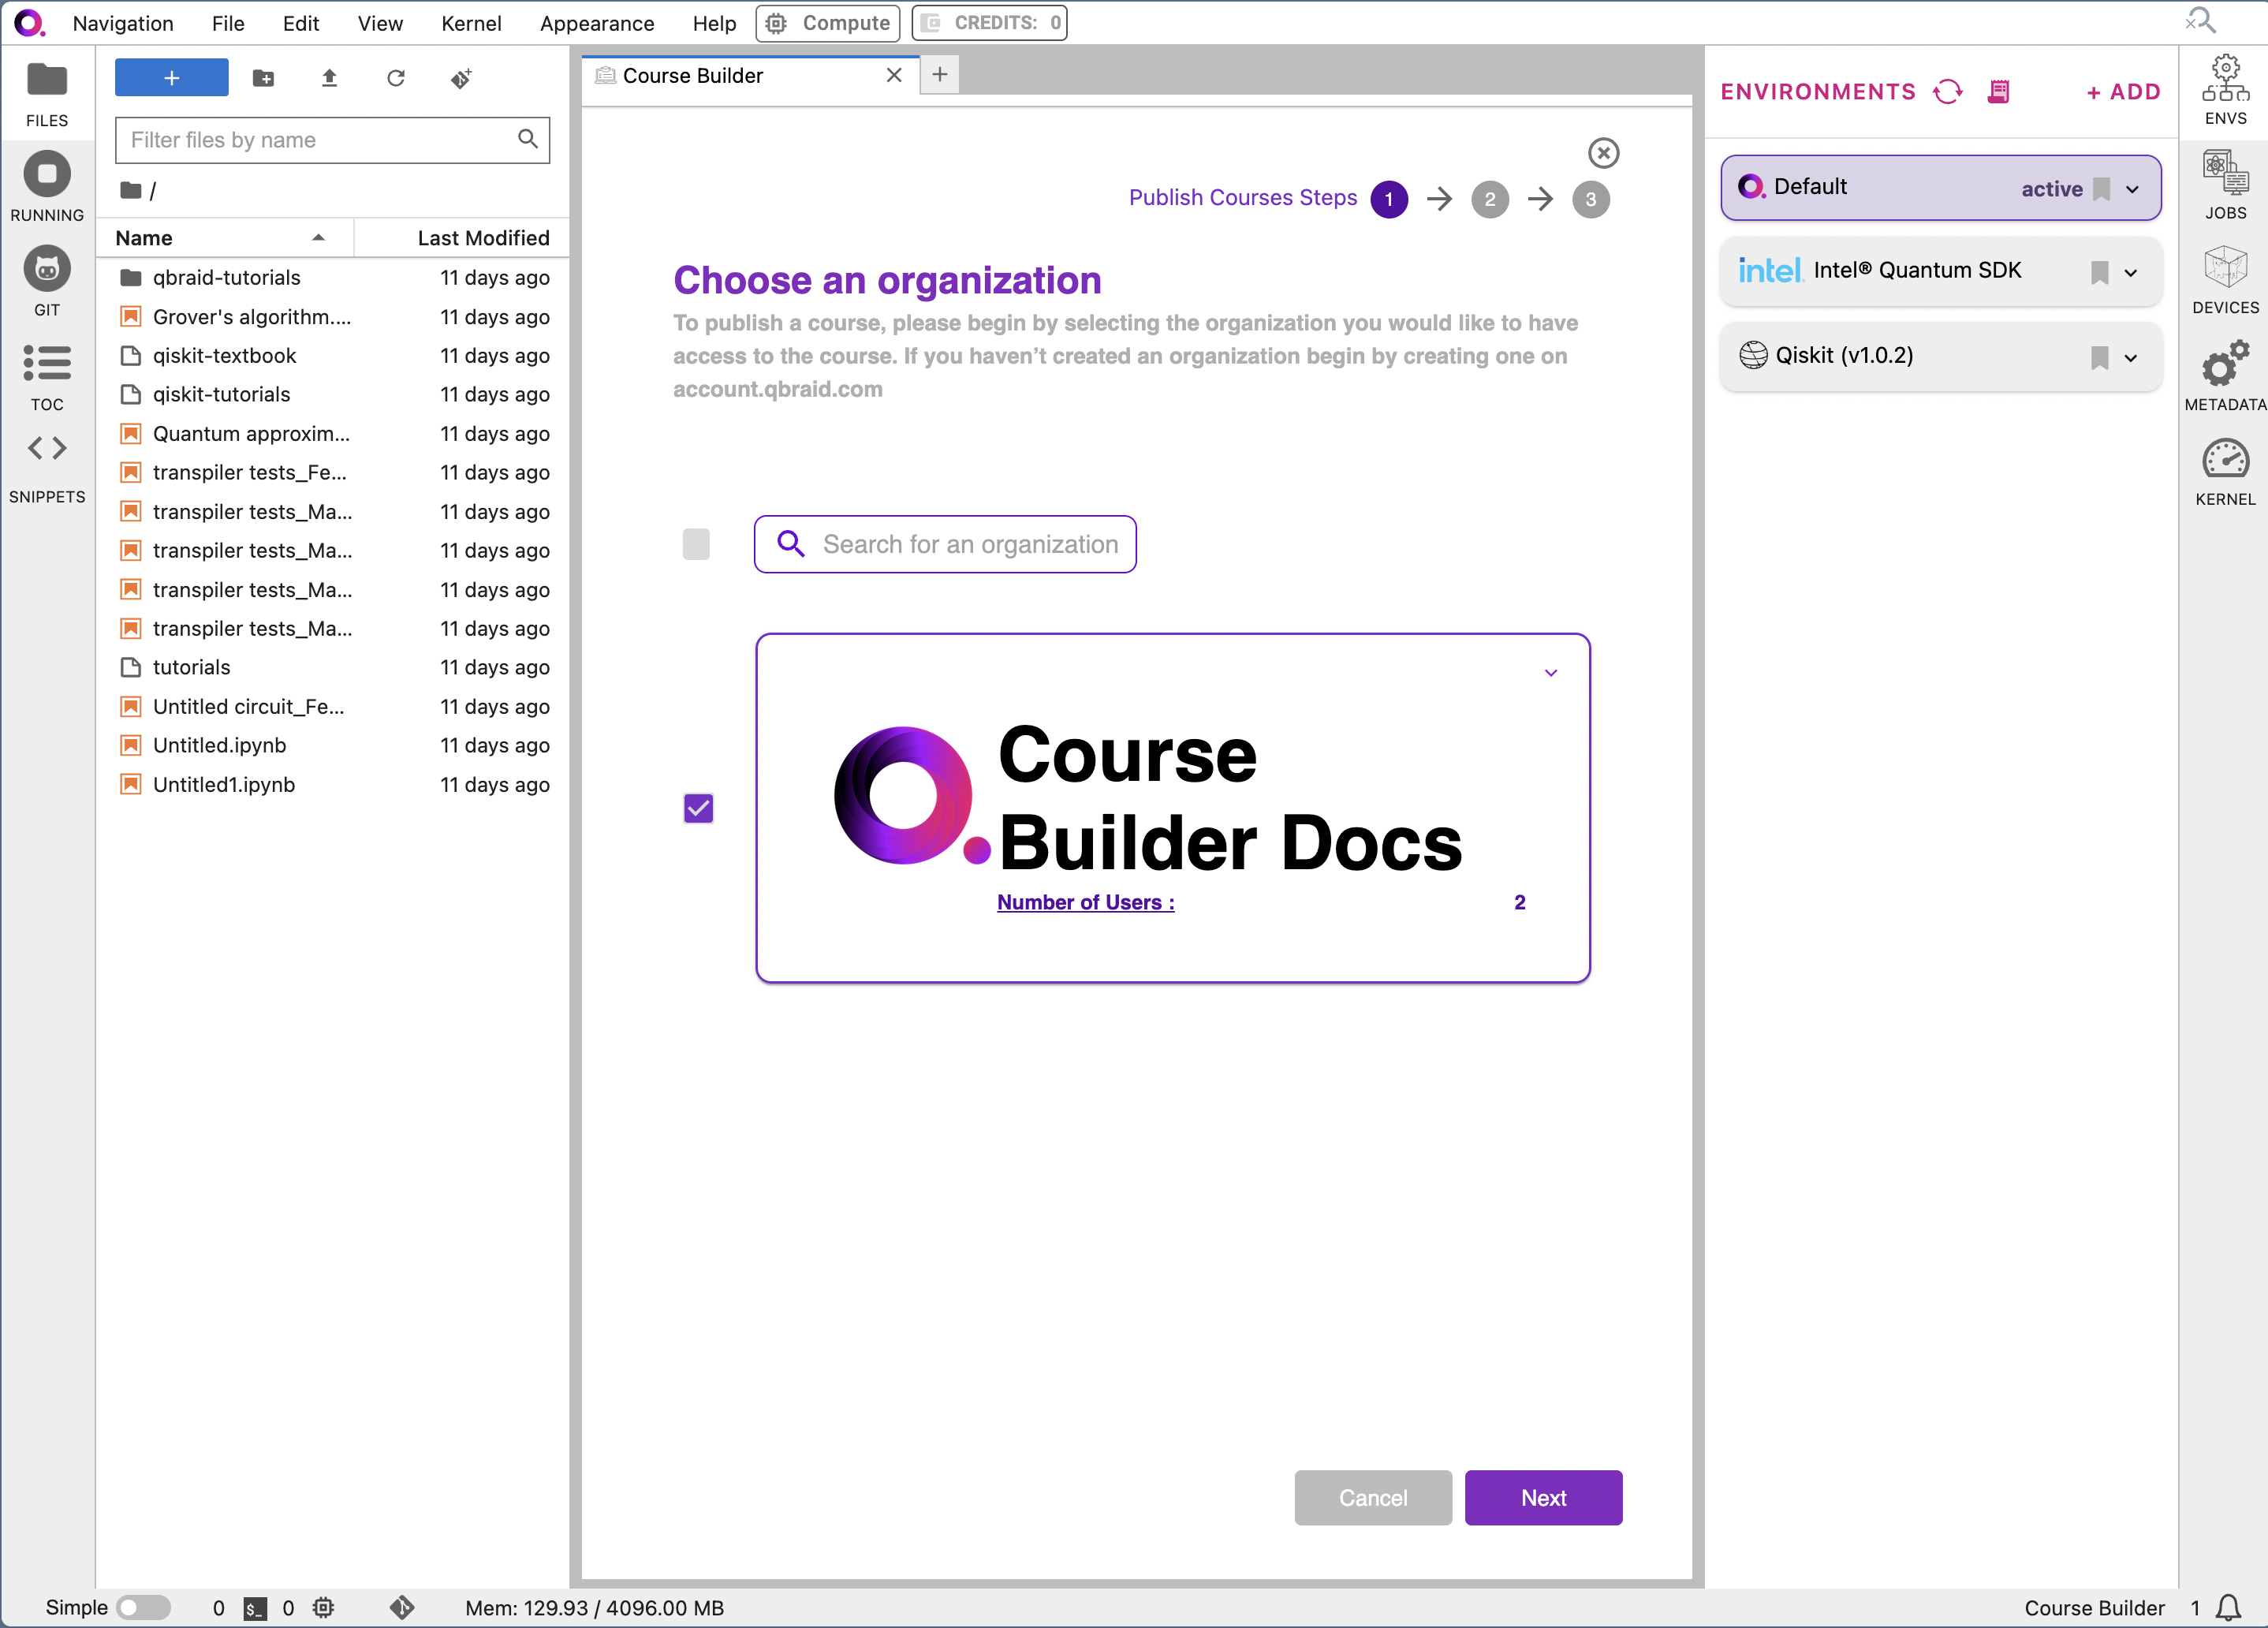 Navigation File Edit View Kernel Appearance Help Compute CREDITS: 0
FILES
RUNNING
GIT
TOC
SNIPPETS
Filter files by name
/
Name Last Modified
qbraid-tutorials 11 days ago
Grover's algorithm.... 11 days ago
qiskit-textbook 11 days ago
qiskit-tutorials 11 days ago
Quantum approxim... 11 days ago
transpiler tests_Fe... 11 days ago
transpiler tests_Ma... 11 days ago
transpiler tests_Ma... 11 days ago
transpiler tests_Ma... 11 days ago
transpiler tests_Ma... 11 days ago
tutorials 11 days ago
Untitled circuit_Fe... 11 days ago
Untitled.ipynb 11 days ago
Untitled1.ipynb 11 days ago
Course Builder
Publish Courses Steps 1 2 3
Choose an organization
To publish a course, please begin by selecting the organization you would like to have
access to the course. If you haven’t created an organization begin by creating one on
account.qbraid.com
Search for an organization
Course
Builder Docs
Number of Users : 2
Cancel Next
ENVIRONMENTS + ADD
Default active
intel. Intel® Quantum SDK
Qiskit (v1.0.2)
ENVS
JOBS
DEVICES
METADATA
KERNEL
Simple 0 $_ 0 Mem: 129.93 / 4096.00 MB Course Builder 1